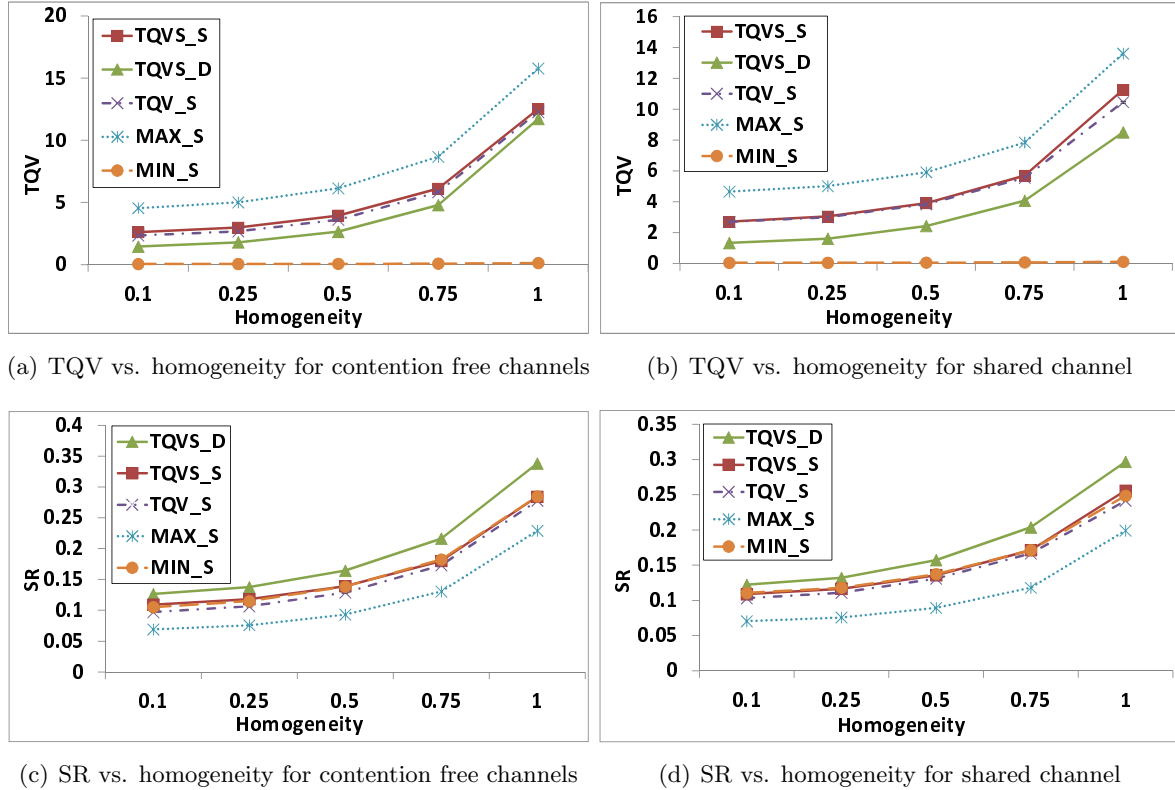 20
15
10
5
0
TQV
TQVS_S
TQVS_D
TQV_S
MAX_S
MIN_S
0.1 0.25 0.5 0.75 1
Homogeneity
(a) TQV vs. homogeneity for contention free channels
16
14
12
10
8
6
4
2
0
TQV
TQVS_S
TQVS_D
TQV_S
MAX_S
MIN_S
0.1 0.25 0.5 0.75 1
Homogeneity
(b) TQV vs. homogeneity for shared channel
0.4
0.35
0.3
0.25
0.2
0.15
0.1
0.05
0
SR
TQVS_D
TQVS_S
TQV_S
MAX_S
MIN_S
0.1 0.25 0.5 0.75 1
Homogeneity
(c) SR vs. homogeneity for contention free channels
0.35
0.3
0.25
0.2
0.15
0.1
0.05
0
SR
TQVS_D
TQVS_S
TQV_S
MAX_S
MIN_S
0.1 0.25 0.5 0.75 1
Homogeneity
(d) SR vs. homogeneity for shared channel